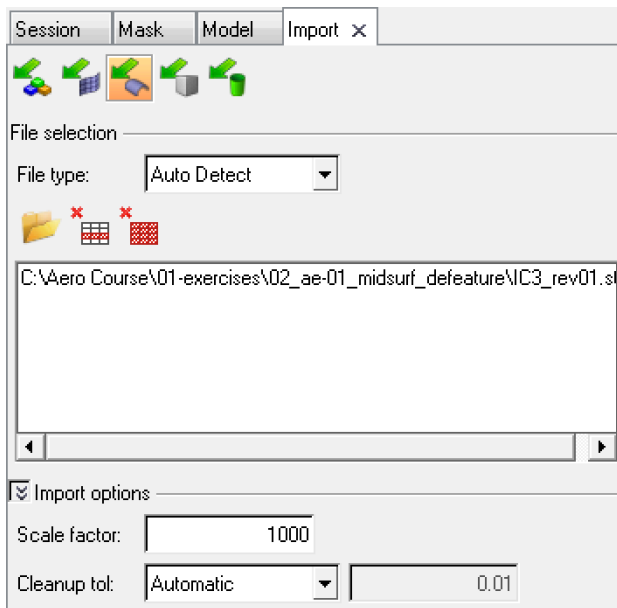 Session Mask Model Import
File selection
File type: Auto Detect
C:\Aero Course\01-exercises\02_ae-01_midsurf_defeature\IC3_rev01.st
Import options
Scale factor: 1000
Cleanup tol: Automatic 0.01